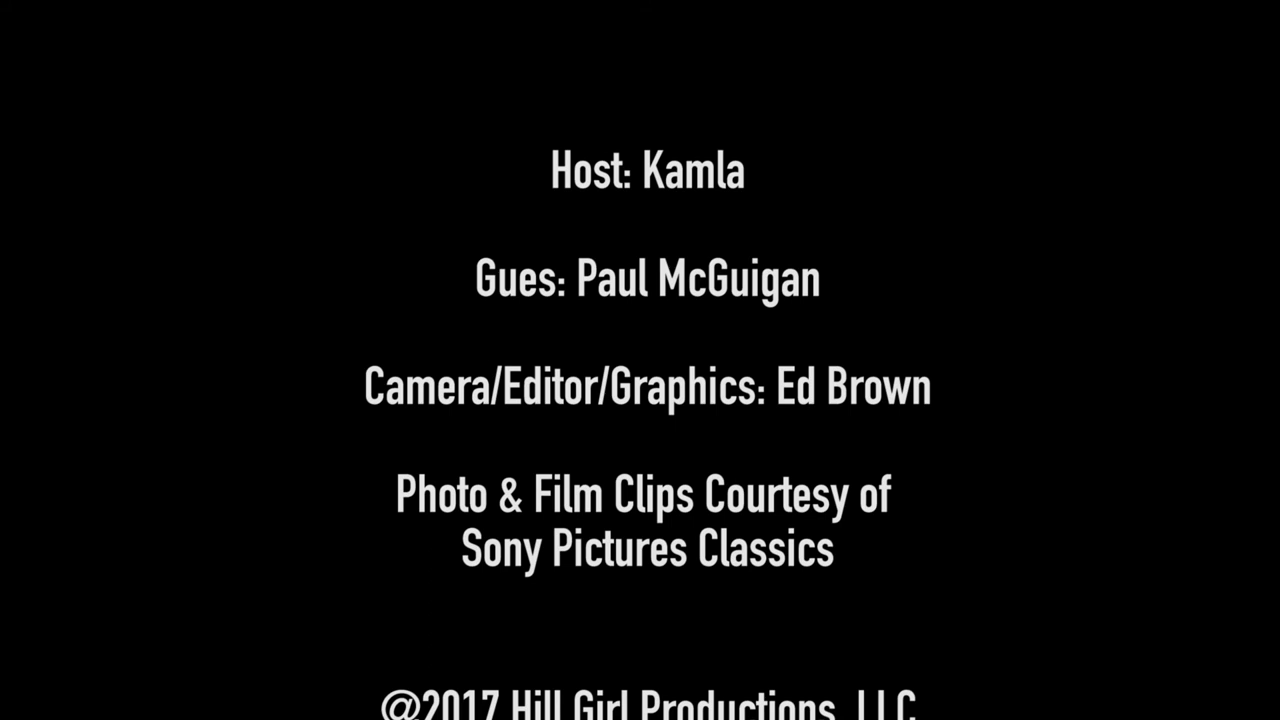 Host: Kamla
Gues: Paul McGuigan
Camera/Editor/Graphics: Ed Brown
Photo & Film Clips Courtesy of
Sony Pictures Classics
@2017 Hill Girl Productions, LLC